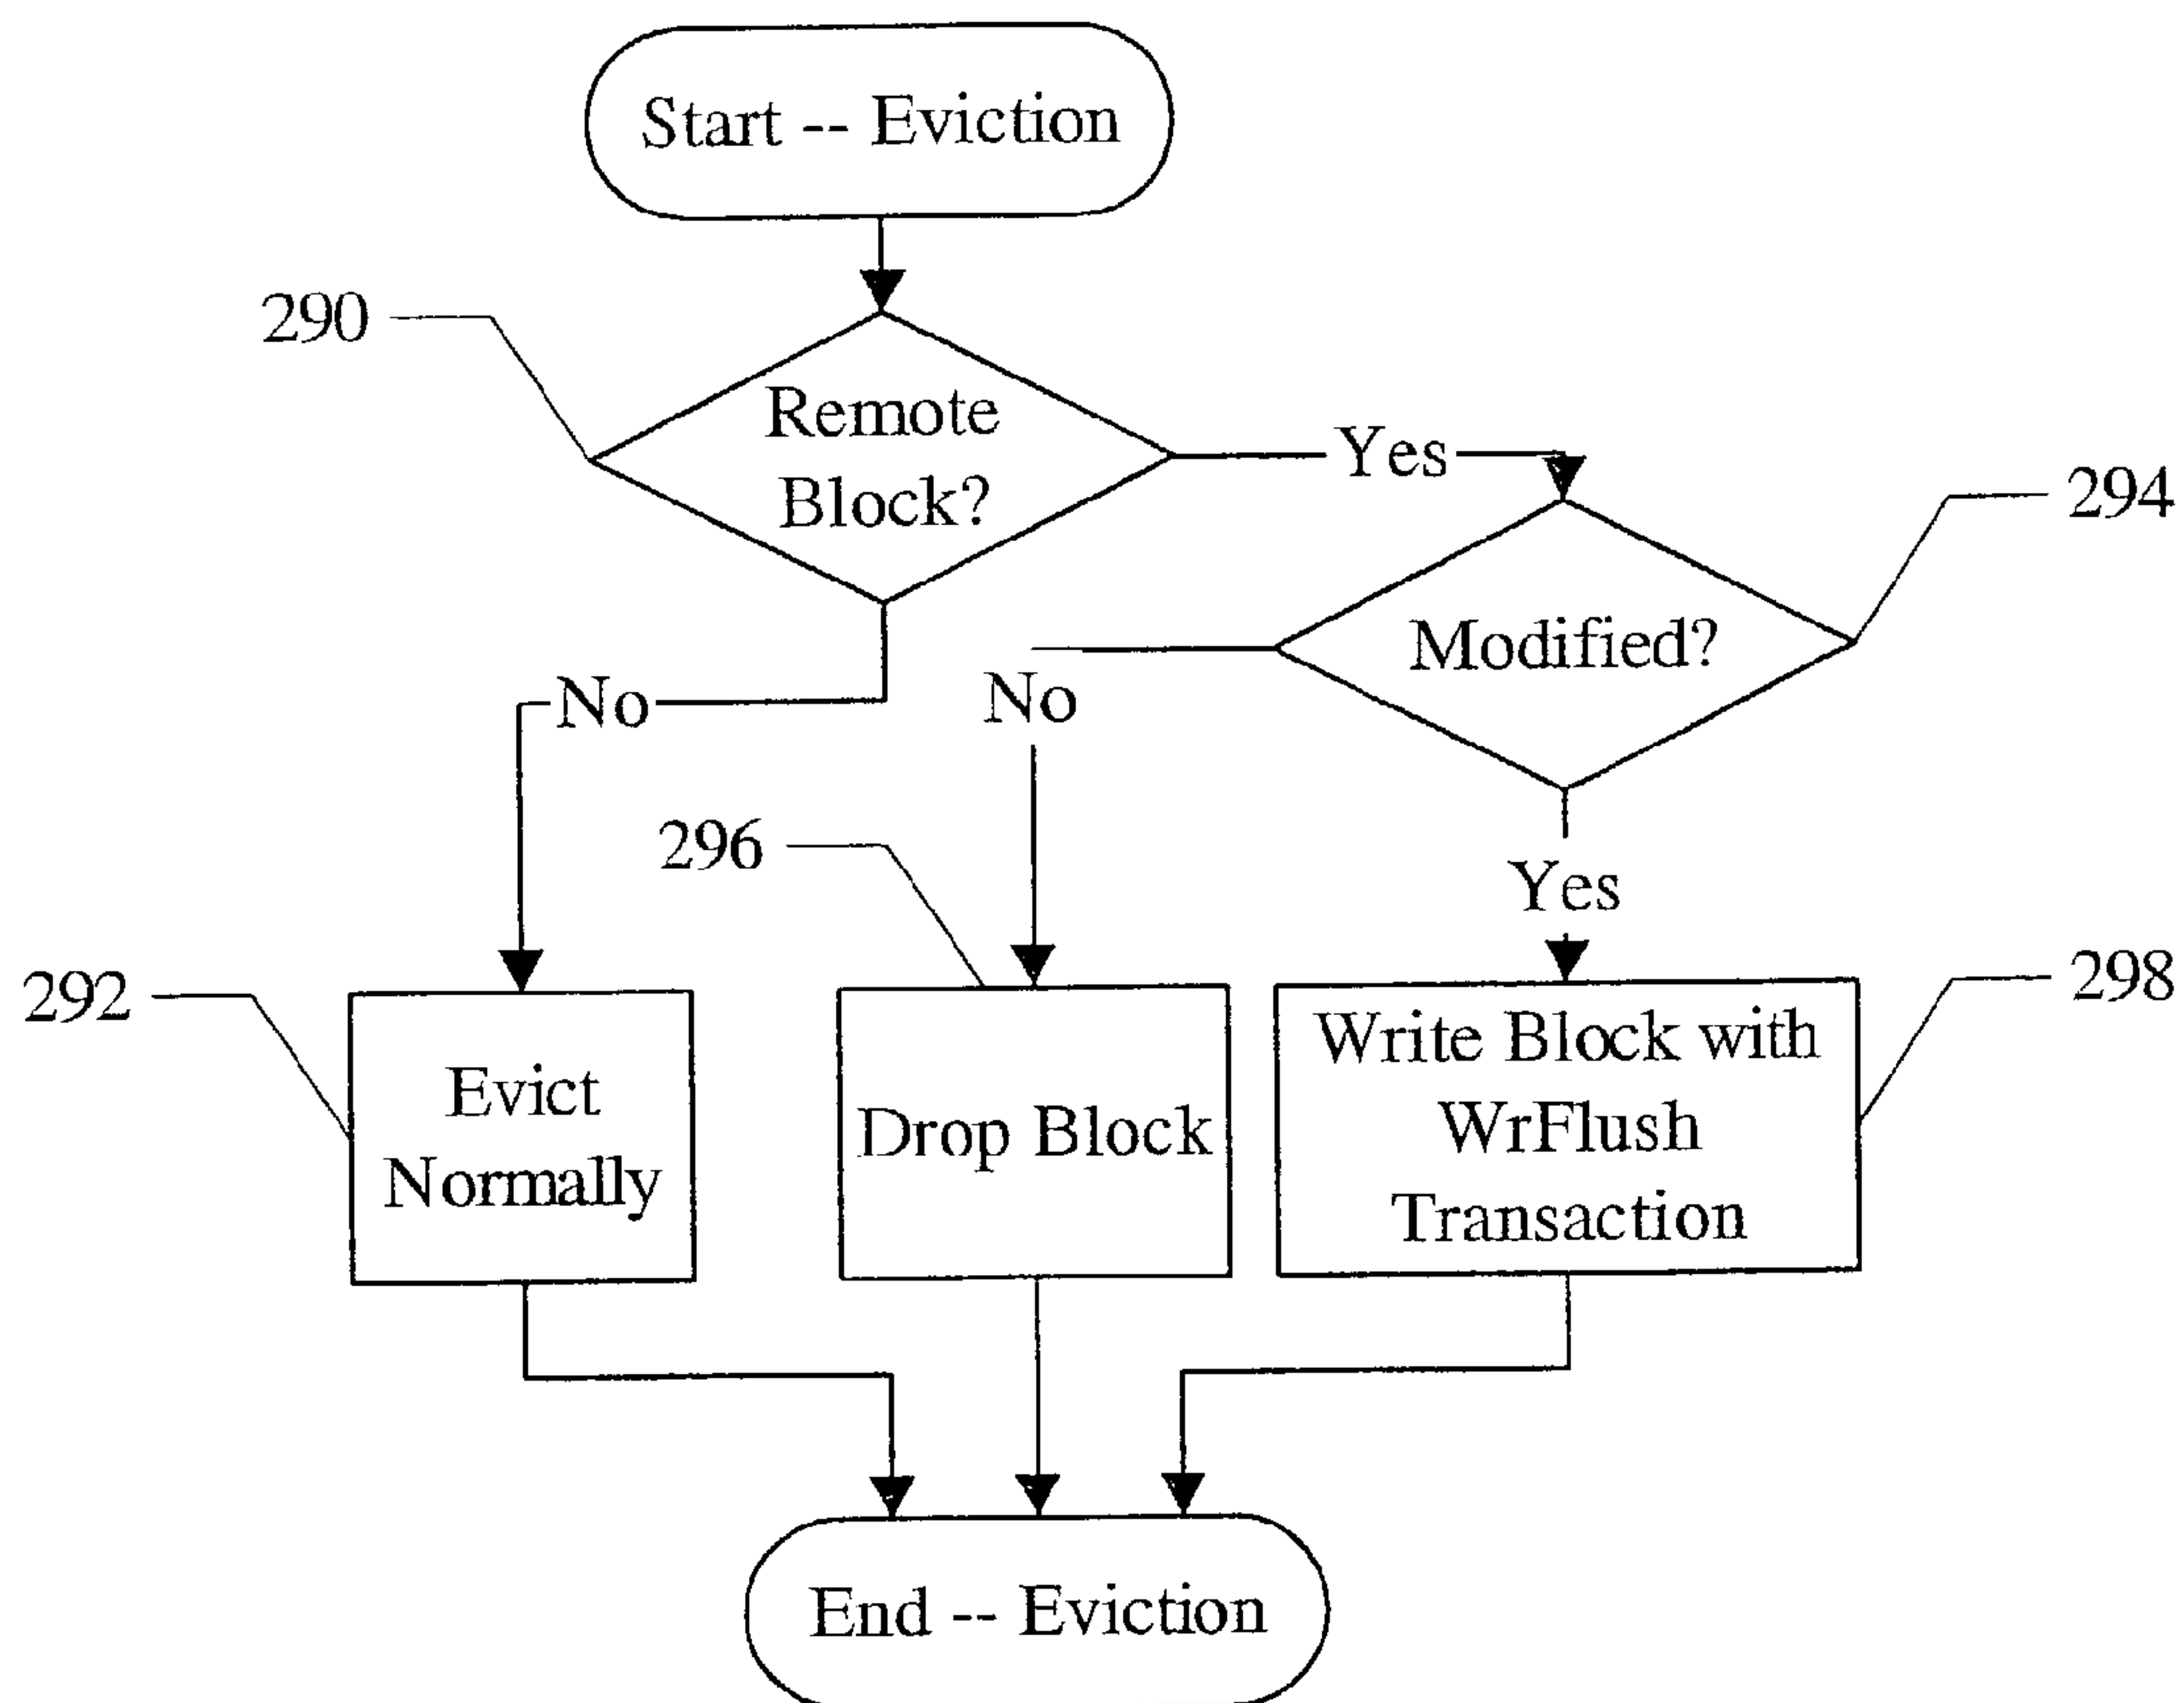 Start -- Eviction
290
Remote
Block?
Yes
294
Modified?
No
No
296
Yes
292
298
Evict
Normally
Drop Block
Write Block with
WrFlush
Transaction
End -- Eviction